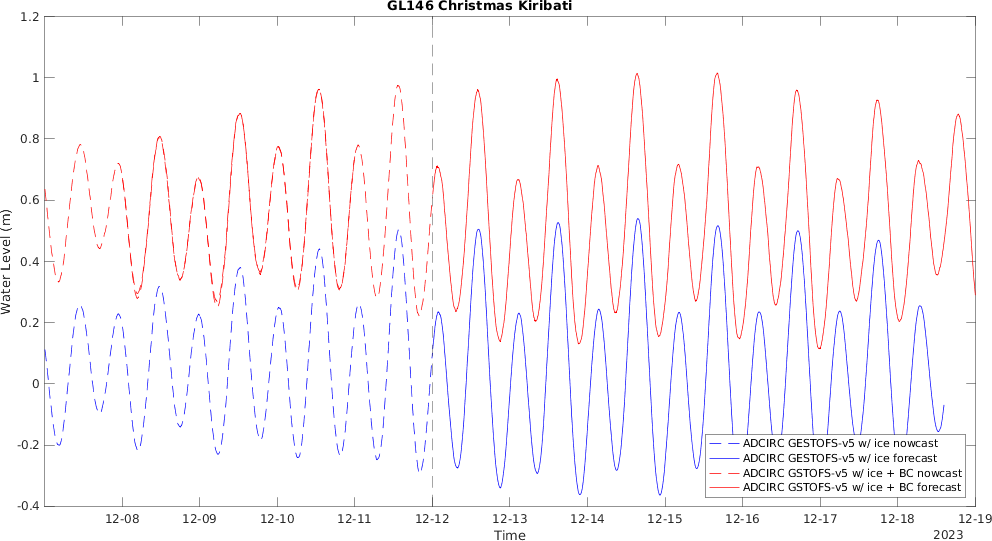 GL146 Christmas Kiribati
1.2
1
0.8
0.6
0.4
0.2
0
-0.2
-0.4
Water Level (m)
ADCIRC GESTOFS-v5 w/ ice nowcast
ADCIRC GESTOFS-v5 w/ ice forecast
ADCIRC GSTOFS-v5 w/ ice + BC nowcast
ADCIRC GSTOFS-v5 w/ ice + BC forecast
12-08 12-09 12-10 12-11 12-12 12-13 12-14 12-15 12-16 12-17 12-18 12-19
Time
2023